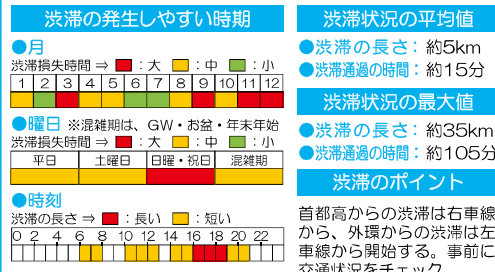 渋滞の発生しやすい時期
●月
渋滞損失時間⇒ ：大 ：中 ：小
1 2 3 4 5 6 7 8 9 10 11 12
●曜日 ※混雑期は、GW・お盆・年末年始
渋滞損失時間⇒ ：大 ：中 ：小
平日 土曜日 日曜・祝日 混雑期
●時刻
渋滞の長さ⇒ ：長い ：短い
0 2 4 6 8 10 12 14 16 18 20 22
渋滞状況の平均値
●渋滞の長さ：約5km
●渋滞通過の時間：約15分
渋滞状況の最大値
●渋滞の長さ：約35km
●渋滞通過の時間：約105分
渋滞のポイント
首都高からの渋滞は右車線
から、外環からの渋滞は左
車線から開始する。事前に
交通状況をチェック